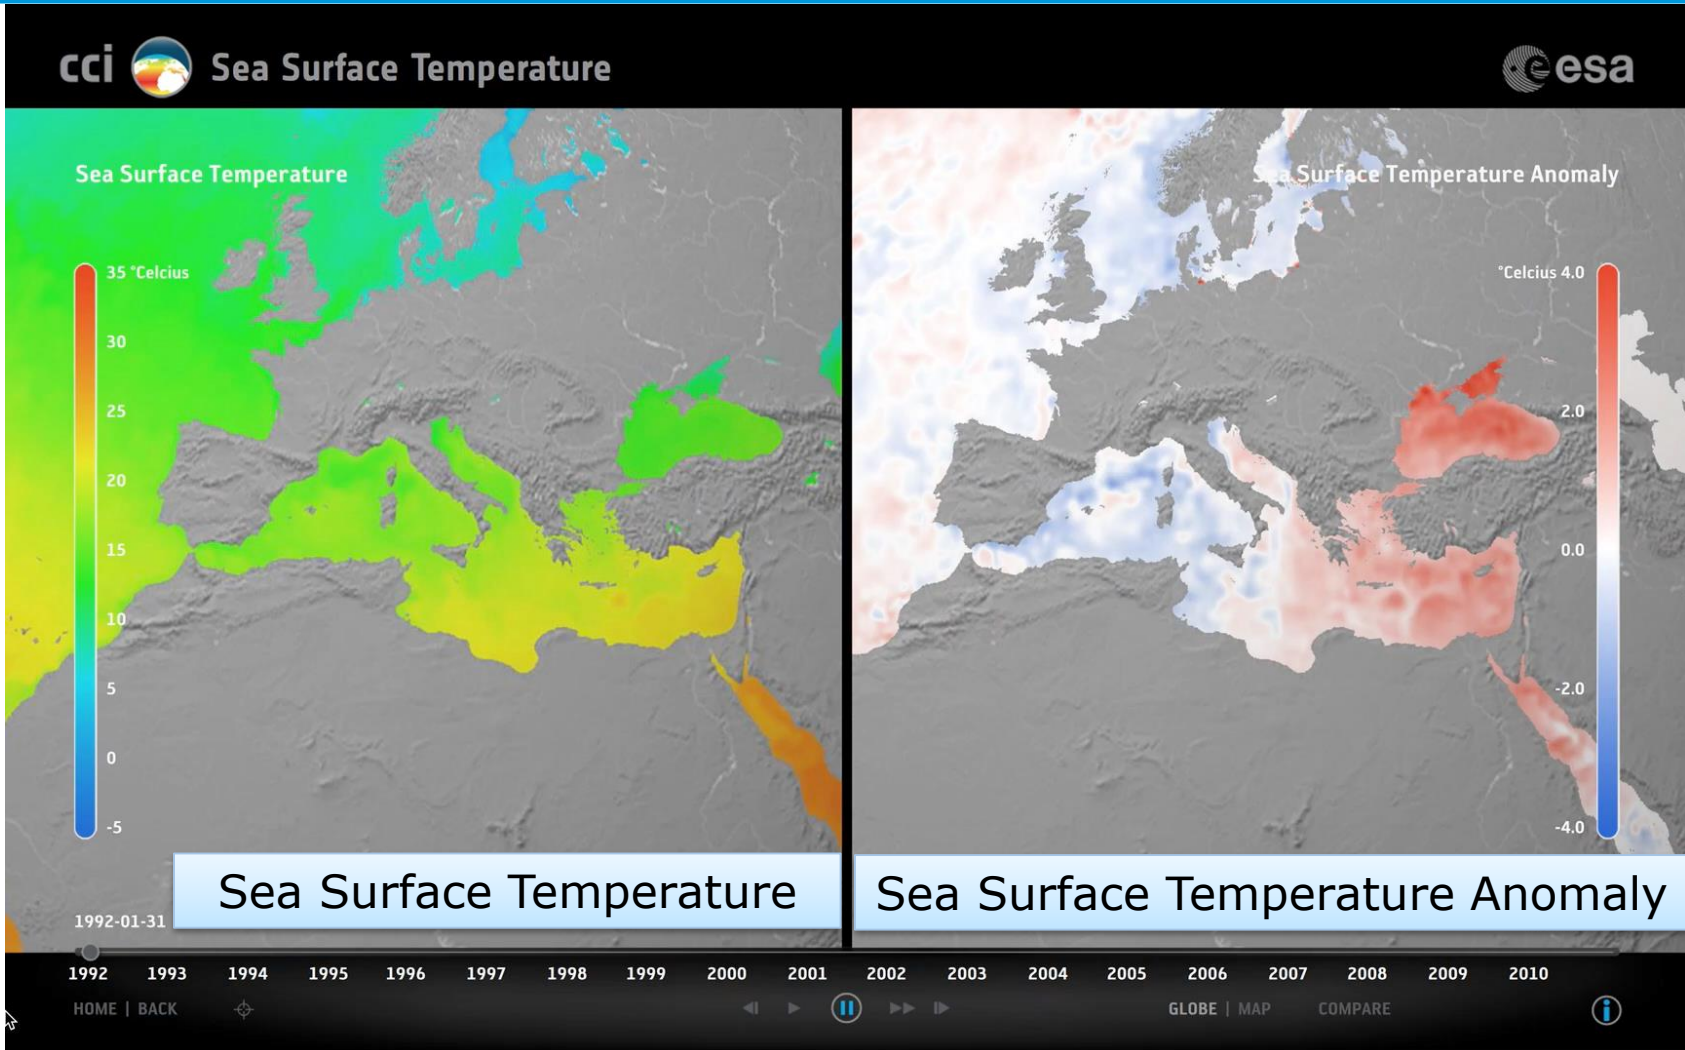 cci Sea Surface Temperature
esa
Sea Surface Temperature
35 °Celcius
30
25
20
15
10
5
0
-5
Sea Surface Temperature
1992-01-31
Sea Surface Temperature Anomaly
°Celcius 4.0
2.0
0.0
-2.0
-4.0
Sea Surface Temperature Anomaly
1992 1993 1994 1995 1996 1997 1998 1999 2000 2001 2002 2003 2004 2005 2006 2007 2008 2009 2010
HOME | BACK
GLOBE | MAP COMPARE